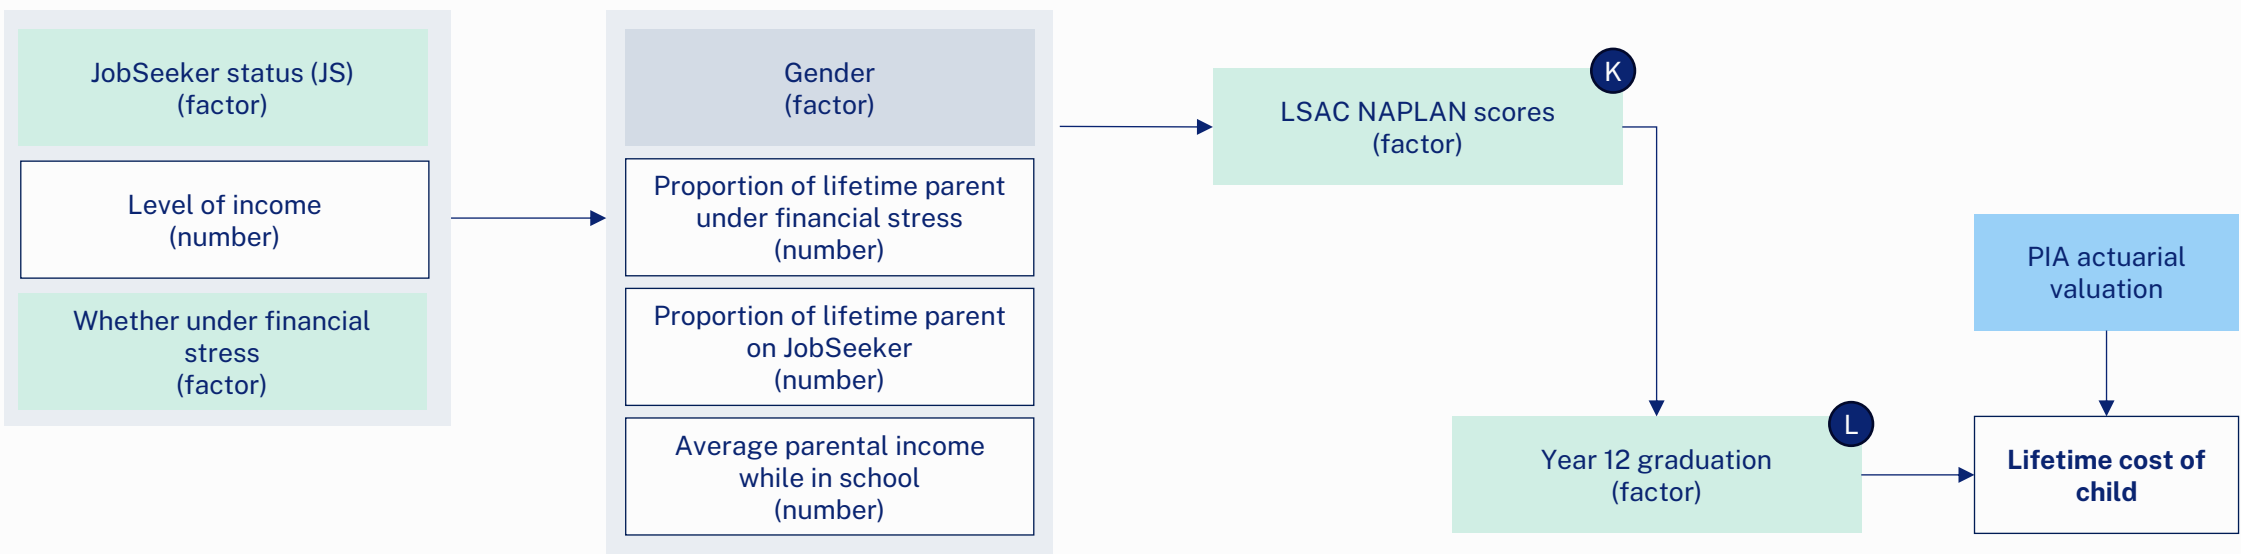 JobSeeker status (JS)
(factor)
Level of income
(number)
Whether under financial
stress
(factor)
Gender
(factor)
Proportion of lifetime parent
under financial stress
(number)
Proportion of lifetime parent
on JobSeeker
(number)
Average parental income
while in school
(number)
K
LSAC NAPLAN scores
(factor)
L
Year 12 graduation
(factor)
PIA actuarial
valuation
Lifetime cost of
child